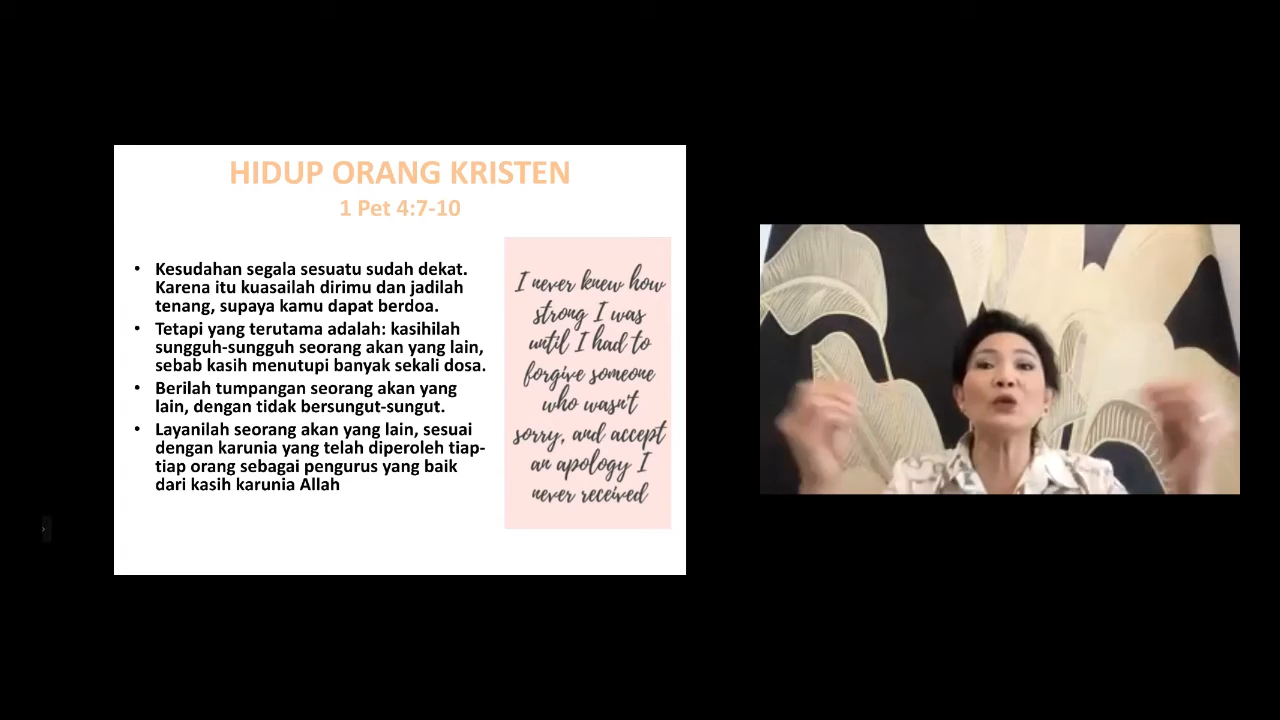 HIDUP ORANG KRISTEN
1 Pet 4:7-10
• Kesudahan segala sesuatu sudah dekat.
Karena itu kuasailah dirimu dan jadilah
tenang, supaya kamu dapat berdoa.
• Tetapi yang terutama adalah: kasihilah
sungguh-sungguh seorang akan yang lain,
sebab kasih menutupi banyak sekali dosa.
• Berilah tumpangan seorang akan yang
lain, dengan tidak bersungut-sungut.
• Layanilah seorang akan yang lain, sesuai
dengan karunia yang telah diperoleh tiap-
tiap orang sebagai pengurus yang baik
dari kasih karunia Allah
I never knew how
strong I was
until I had to
forgive someone
who wasn't
sorry, and accept
an apology I
never received